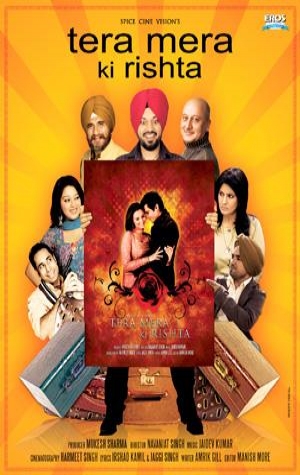 SPICE CINE VISION'S
EROS
tera mera
ki rishta
TERA MERA
KI RISHTA
PRODUCER MUKESH SHARMA DIRECTOR NAVANIAT SINGH MUSIC JAIDEV KUMAR
CINEMATOGRAPHY HARMEET SINGH LYRICS IRSHAD KAMIL & JAGGI SINGH WRITER AMRIK GILL EDITOR MANISH MORE